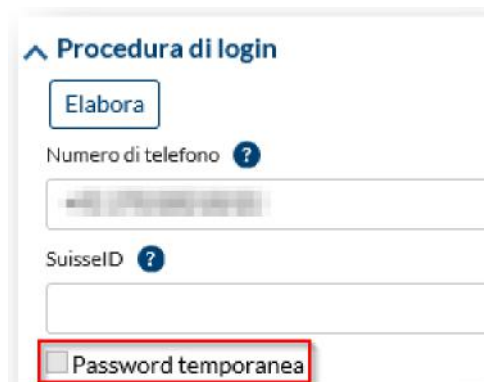 Procedura di login
Elabora
Numero di telefono ?
SuisseID ?
Password temporanea